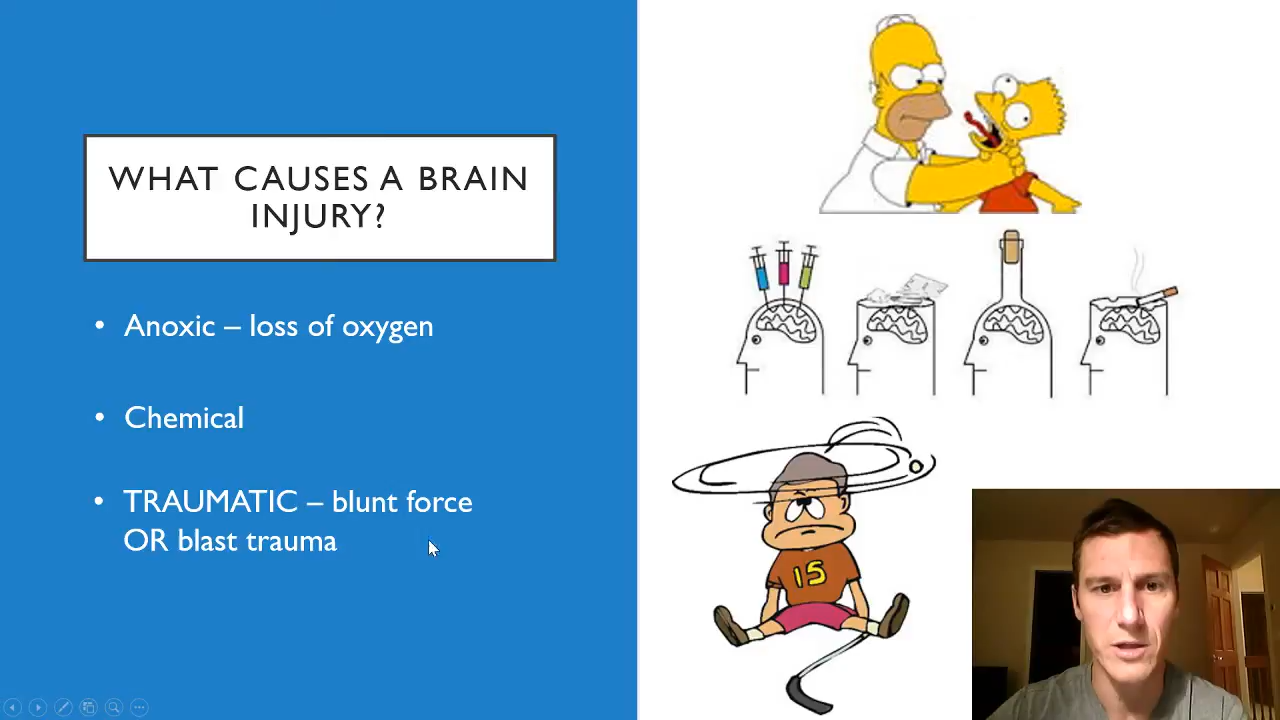 WHAT CAUSES A BRAIN
INJURY?
• Anoxic – loss of oxygen
• Chemical
• TRAUMATIC – blunt force
OR blast trauma
15